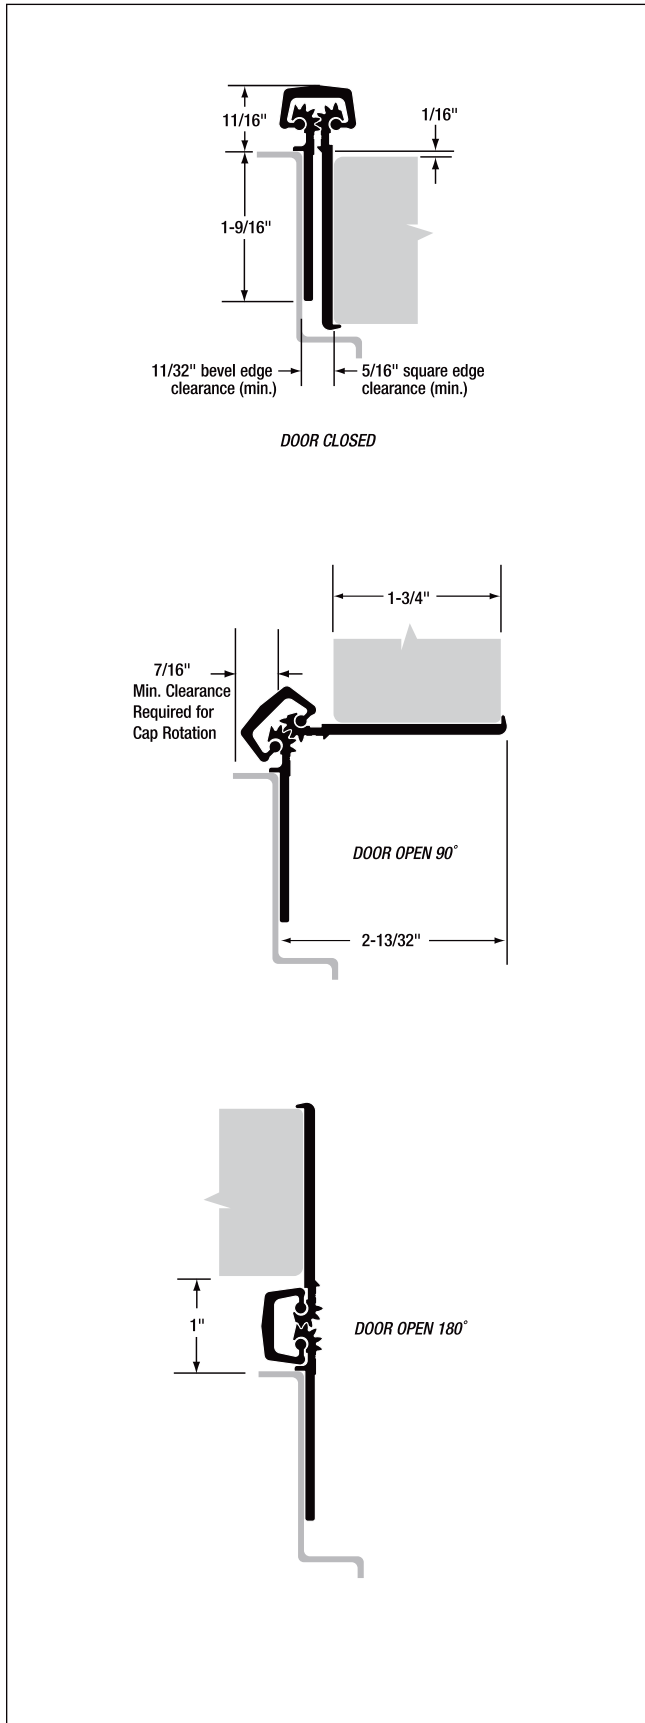 11/16"
1/16"
1-9/16"
11/32" bevel edge
clearance (min.)
5/16" square edge
clearance (min.)
DOOR CLOSED
1-3/4"
7/16"
Min. Clearance
Required for
Cap Rotation
DOOR OPEN 90˚
2-13/32"
1"
DOOR OPEN 180˚